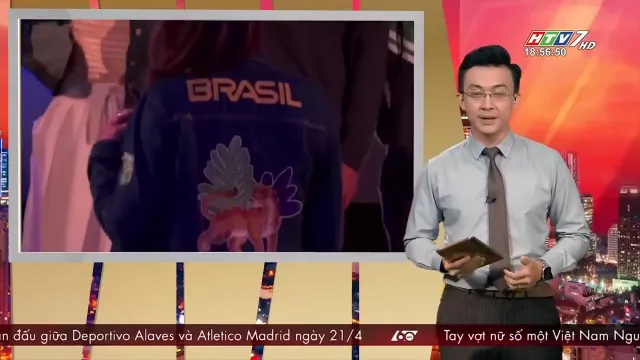 HTV7 HD
18:56:50
BRASIL
n đấu giữa Deportivo Alaves và Atletico Madrid ngày 21/4
Tay vợt nữ số một Việt Nam Ngu